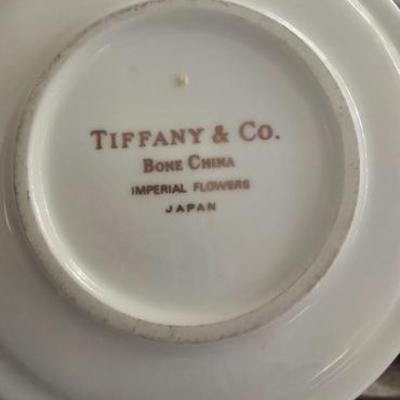 TIFFANY & CO.
BONE CHINA
IMPERIAL FLOWERS
JAPAN